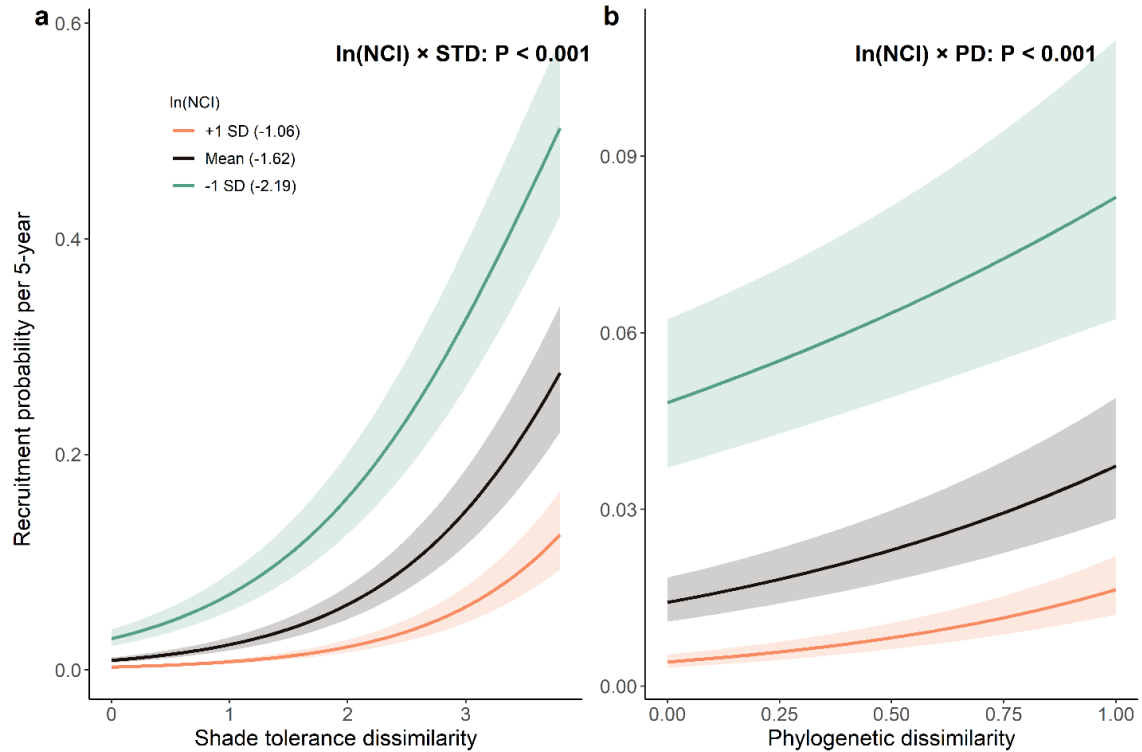 a
ln(NCI) × STD: P < 0.001
ln(NCI)
+1 SD (-1.06)
Mean (-1.62)
-1 SD (-2.19)
Recruitment probability per 5-year
0.6
0.4
0.2
0.0
0
1
2
3
Shade tolerance dissimilarity
b
ln(NCI) × PD: P < 0.001
0.09
0.06
0.03
0.00
0.00
0.25
0.50
0.75
1.00
Phylogenetic dissimilarity